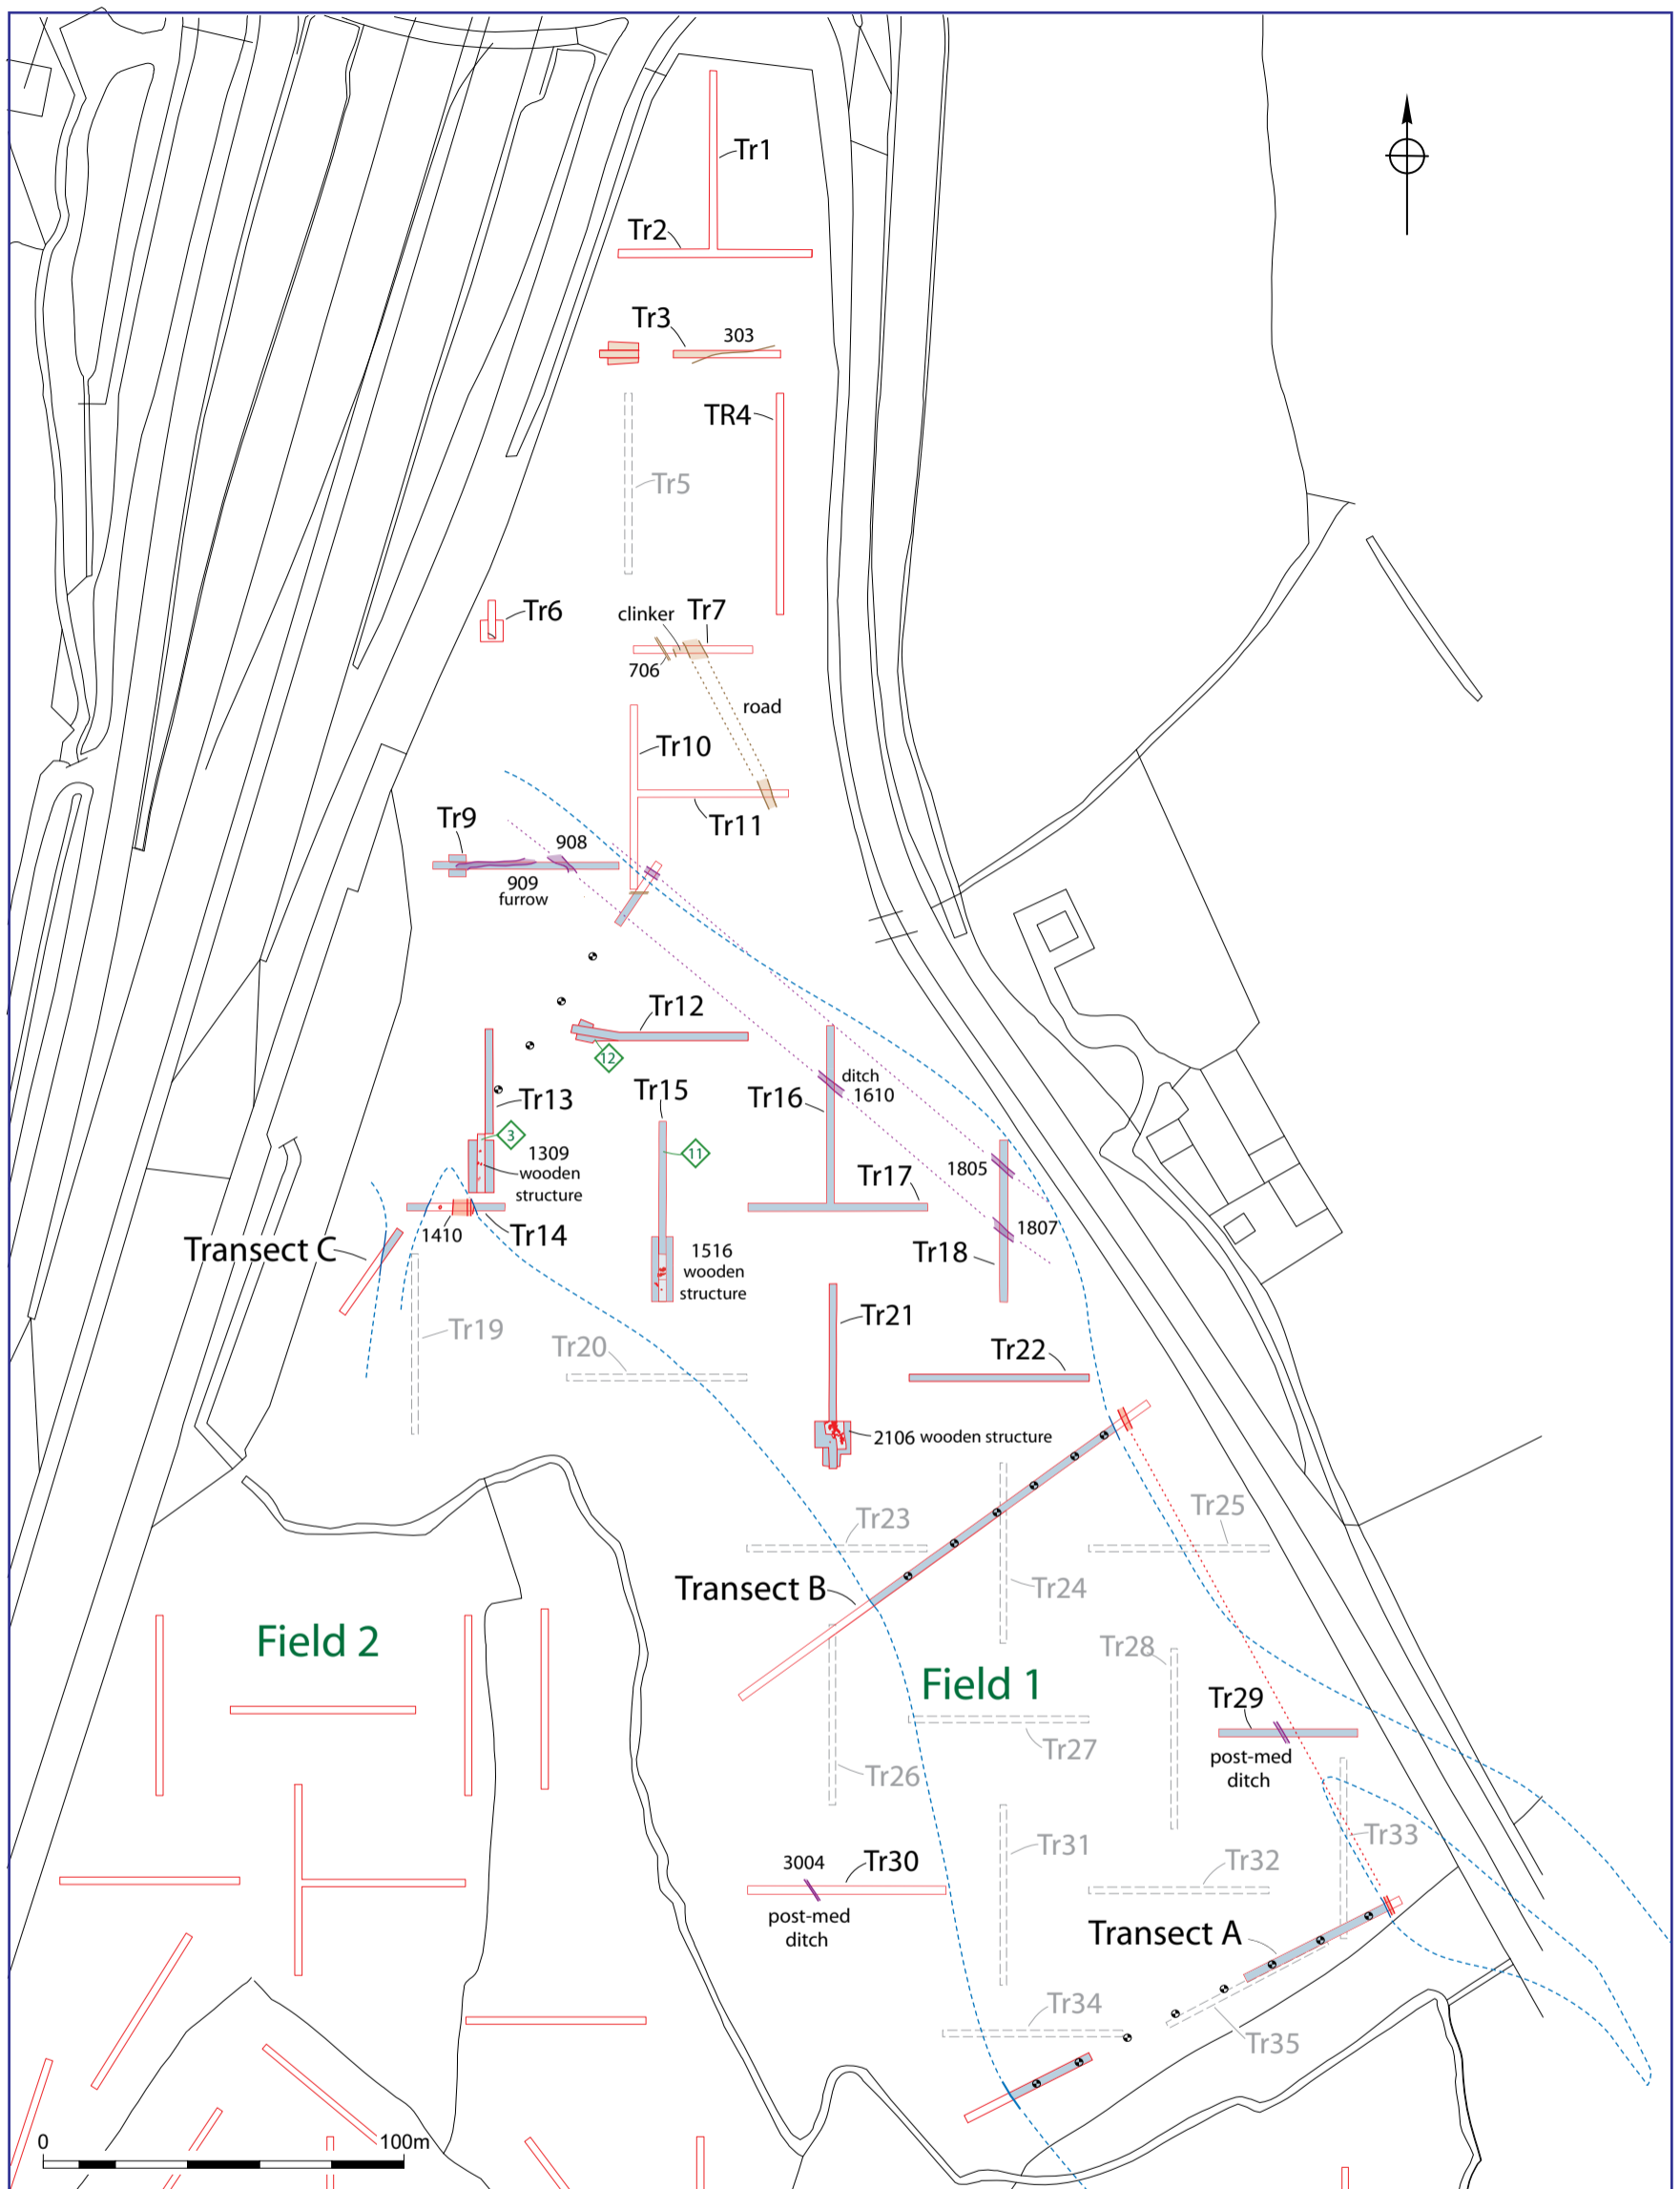 Tr1
Tr2
Tr3
303
TR4
Tr5
Tr6
clinker
Tr7
706
road
Tr10
Tr11
Tr9
908
909
furrow
Tr12
12
Tr13
3
1309
wooden
structure
Tr15
11
Tr16
ditch
1610
Tr17
1805
1807
Tr18
Tr14
1410
Transect C
1516
wooden
structure
Tr19
Tr20
Tr21
Tr22
2106 wooden structure
Tr23
Tr25
Tr24
Transect B
Field 2
Field 1
Tr28
Tr29
post-med
ditch
Tr27
Tr26
Tr31
Tr33
3004
Tr30
post-med
ditch
Tr32
Transect A
Tr34
Tr35
0
100m